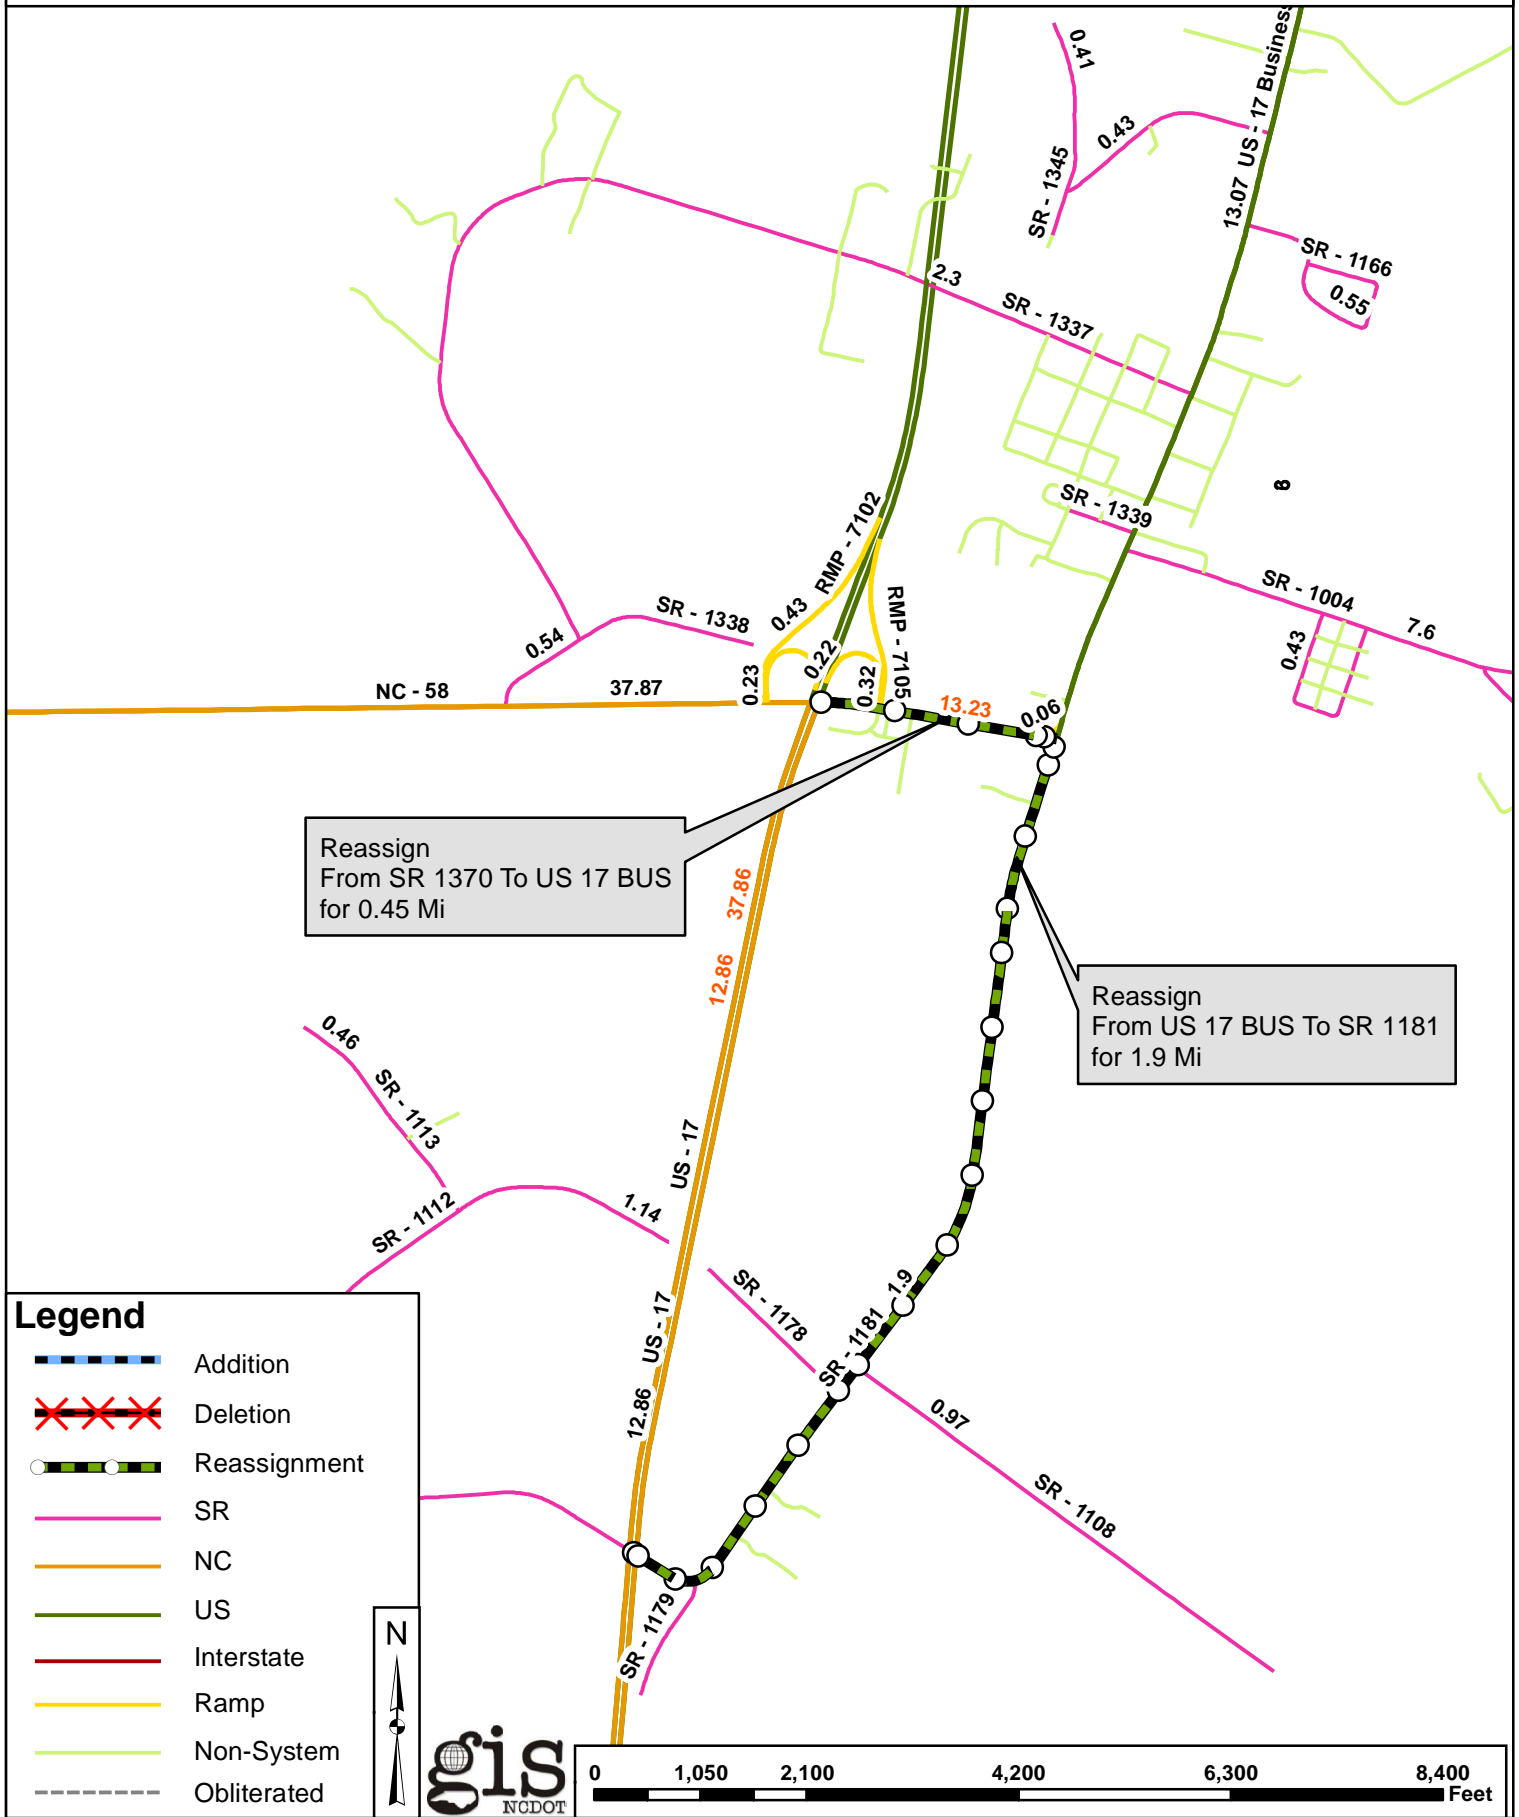 0.41
13.07 US - 17 Business
0.43
SR - 1345
SR - 1166
0.55
2.3
SR - 1337
SR - 1339
RMP - 7102
SR - 1004
7.6
0.43
RMP - 7105
0.43
SR - 1338
0.54
0.22
0.23
0.32
NC - 58
37.87
13.23
0.06
Reassign
From SR 1370 To US 17 BUS
for 0.45 Mi
37.86
12.86
Reassign
From US 17 BUS To SR 1181
for 1.9 Mi
0.46
SR - 1113
US - 17
SR - 1112
1.14
SR - 1178
1.9
SR - 1181
US - 17
12.86
0.97
SR - 1108
SR - 1179
Legend
Addition
Deletion
Reassignment
SR
NC
US
Interstate
Ramp
Non-System
Obliterated
N
gis
NCDOT
0 1,050 2,100 4,200 6,300 8,400
Feet